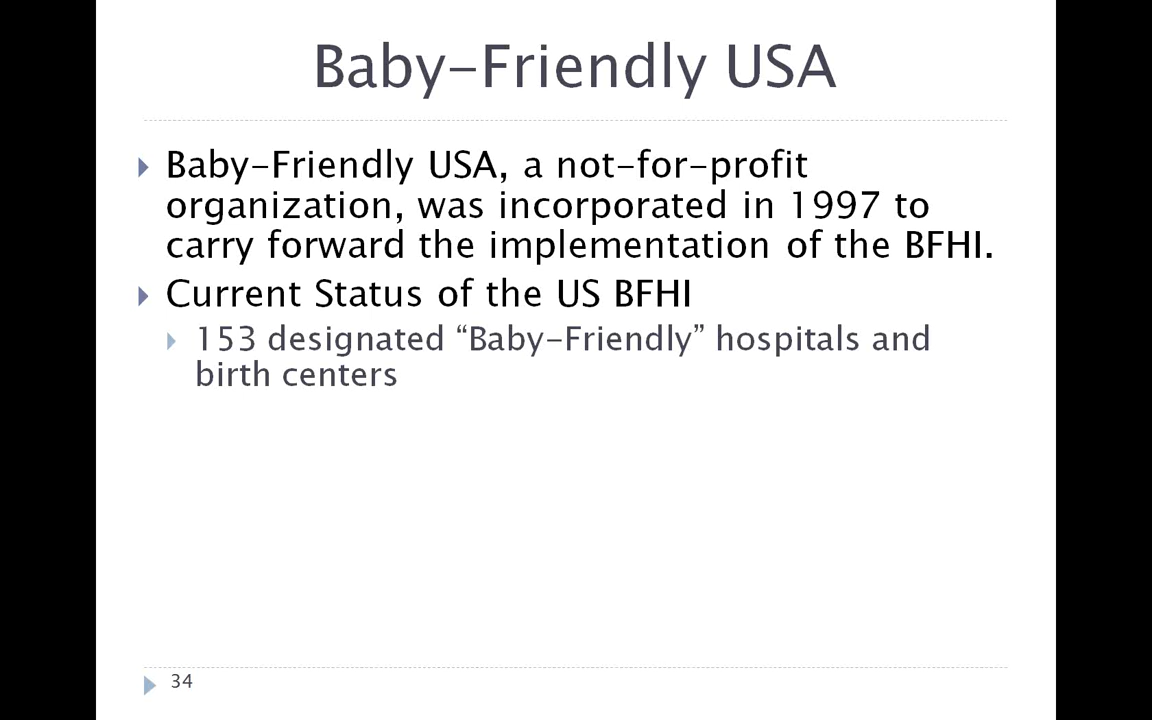 Baby-Friendly USA
Baby-Friendly USA, a not-for-profit
organization, was incorporated in 1997 to
carry forward the implementation of the BFHI.
Current Status of the US BFHI
153 designated “Baby-Friendly” hospitals and
birth centers
34